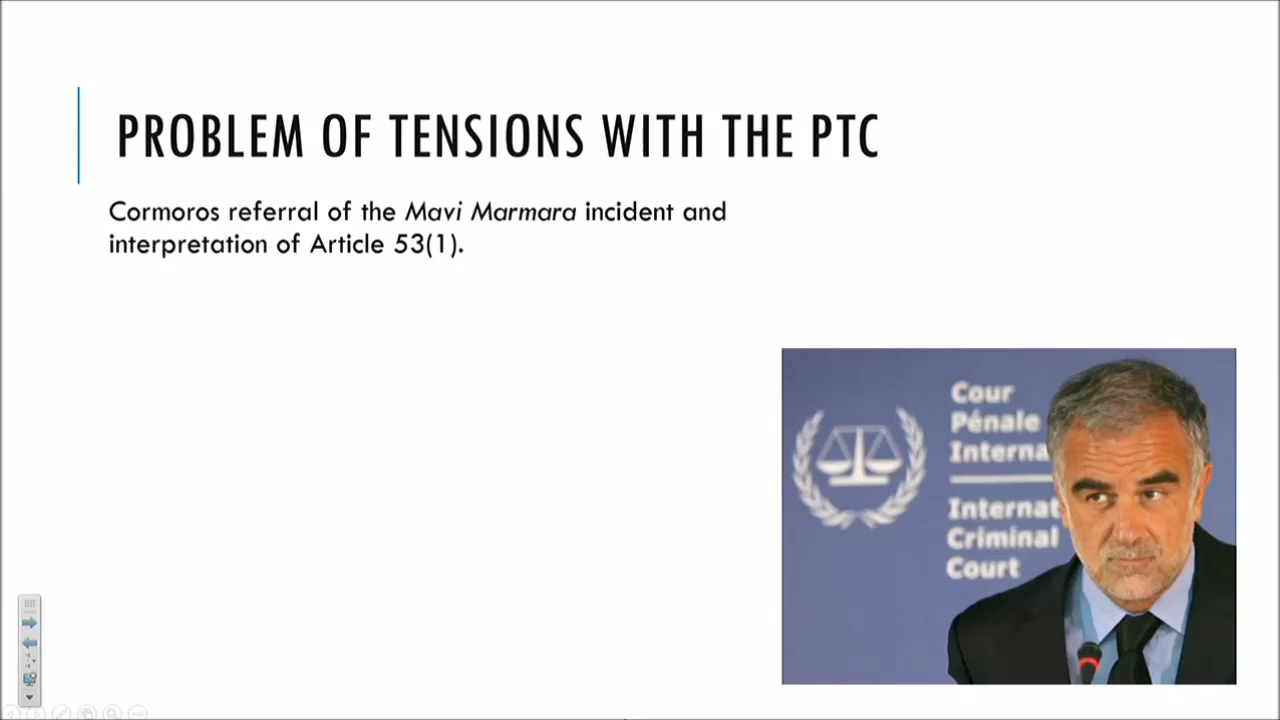 PROBLEM OF TENSIONS WITH THE PTC
Cormoros referral of the Mavi Marmara incident and
interpretation of Article 53(1).
Cour
Pénale
Interna
Internat
Criminal
Court